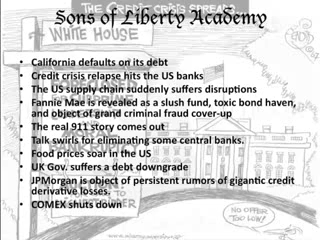 THE CREDIT CRISIS SPREADS
Sons of Liberty Academy
WHITE HOUSE
• California defaults on its debt
• Credit crisis relapse hits the US banks
• The US supply chain suddenly suffers disruptions
• Fannie Mae is revealed as a slush fund, toxic bond haven,
and object of grand criminal fraud cover-up
• The real 911 story comes out
• Talk swirls for eliminating some central banks.
• Food prices soar in the US
• UK Gov. suffers a debt downgrade
• JPMorgan is object of persistent rumors of gigantic credit
derivative losses.
• COMEX shuts down
NO OFFER
TOO LOW!